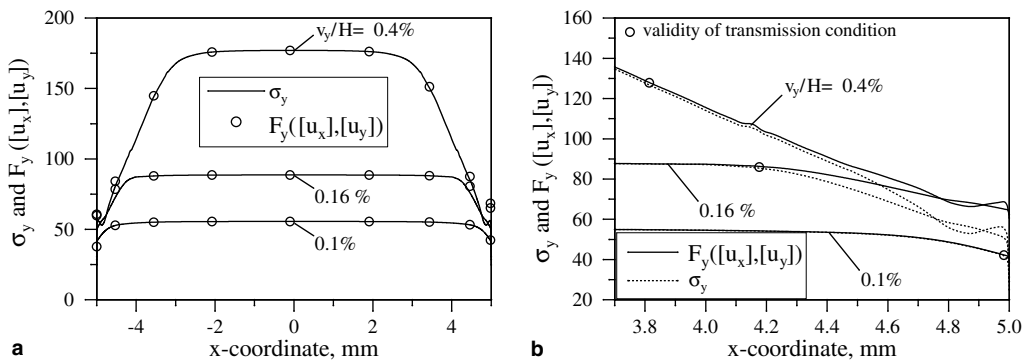 200
150
100
50
0
σy and Fy ([ux],[uy])
vy/H= 0.4%
σy
Fy([ux],[uy])
0.16 %
0.1%
-4 -2 0 2 4
x-coordinate, mm
a
160
140
120
100
80
60
40
20
σy and Fy ([ux],[uy])
validity of transmission condition
vy/H= 0.4%
0.16 %
Fy([ux],[uy])
σy
0.1%
3.8 4.0 4.2 4.4 4.6 4.8 5.0
x-coordinate, mm
b